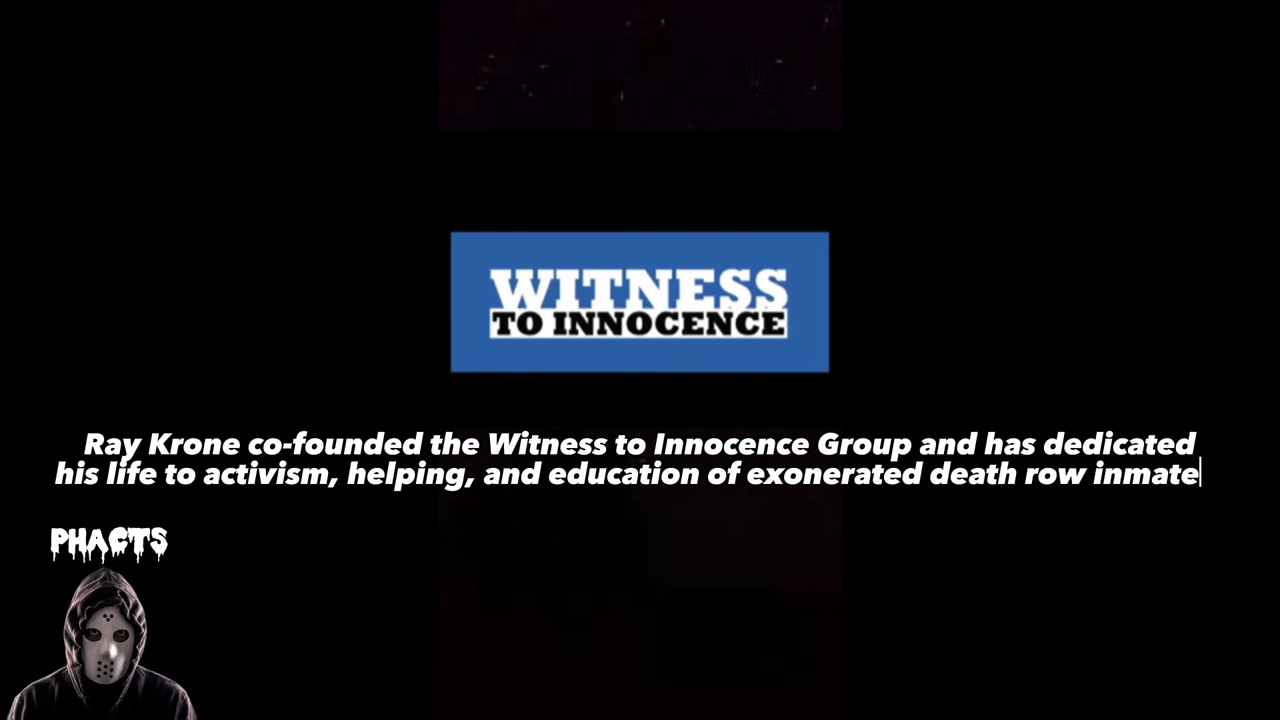 WITNESS
TO INNOCENCE
Ray Krone co-founded the Witness to Innocence Group and has dedicated
his life to activism, helping, and education of exonerated death row inmate
PHACTS